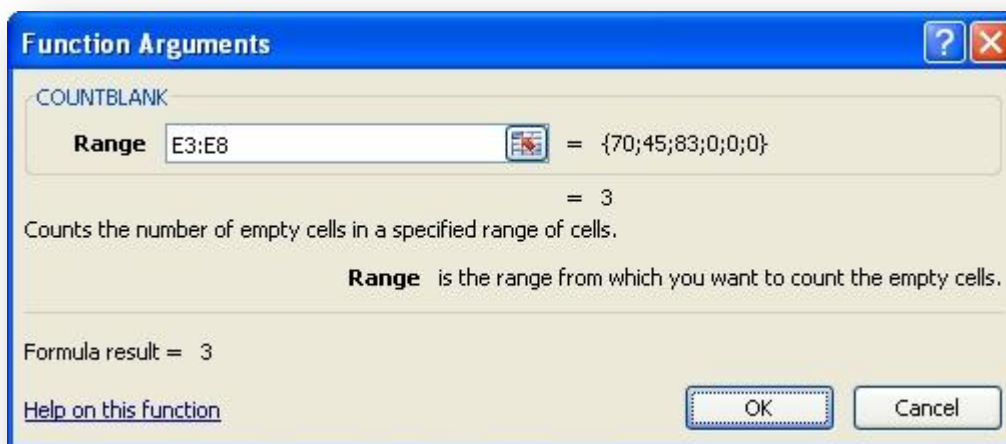 Function Arguments
?
COUNTBLANK
Range E3:E8 = {70;45;83;0;0;0}
= 3
Counts the number of empty cells in a specified range of cells.
Range is the range from which you want to count the empty cells.
Formula result = 3
Help on this function OK Cancel